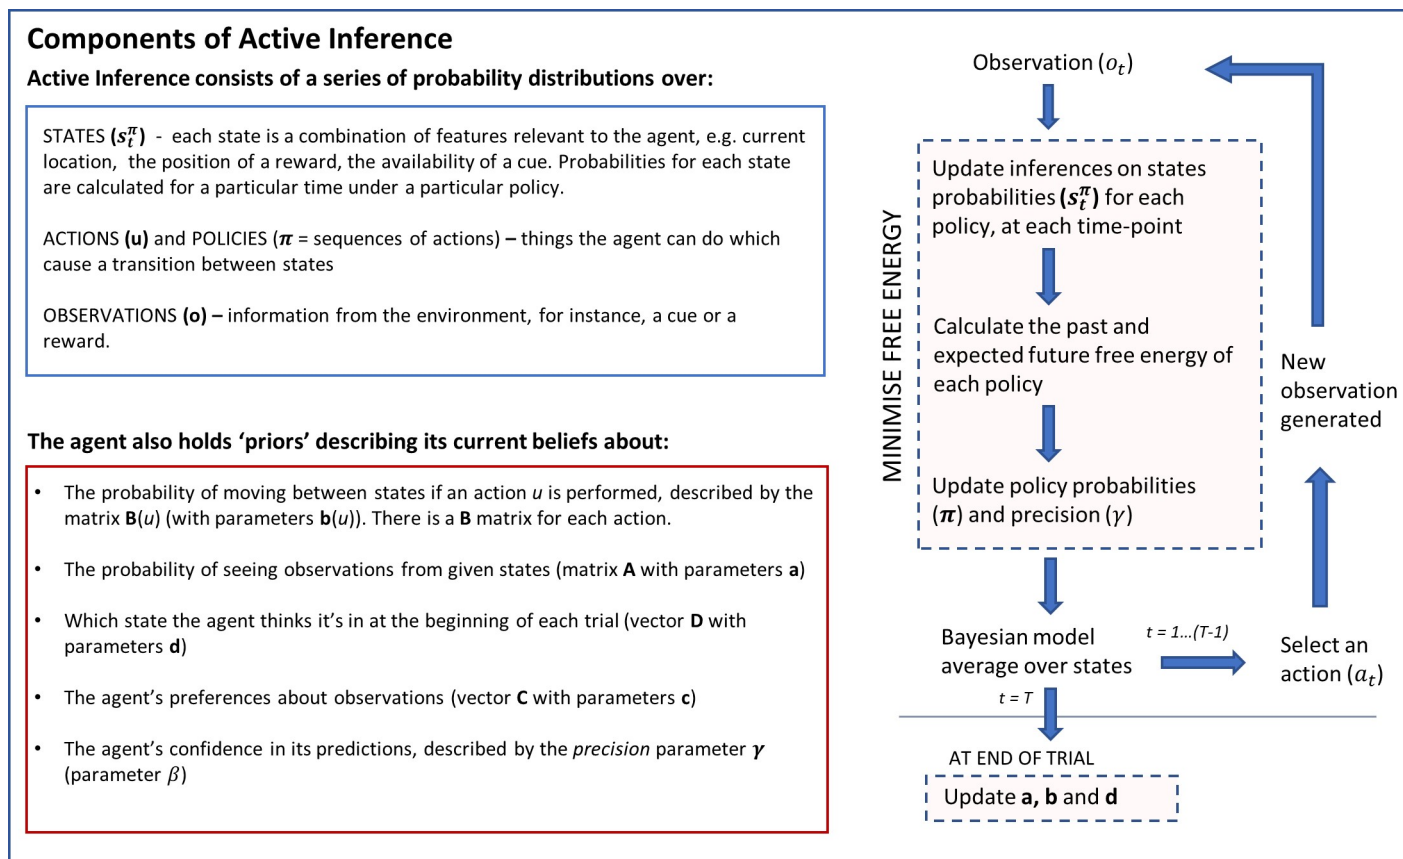 Components of Active Inference
Active Inference consists of a series of probability distributions over:
STATES (s_t^π) - each state is a combination of features relevant to the agent, e.g. current
location, the position of a reward, the availability of a cue. Probabilities for each state
are calculated for a particular time under a particular policy.
ACTIONS (u) and POLICIES (π = sequences of actions) – things the agent can do which
cause a transition between states
OBSERVATIONS (o) – information from the environment, for instance, a cue or a
reward.
The agent also holds ‘priors’ describing its current beliefs about:
• The probability of moving between states if an action u is performed, described by the
matrix B(u) (with parameters b(u)). There is a B matrix for each action.
• The probability of seeing observations from given states (matrix A with parameters a)
• Which state the agent thinks it’s in at the beginning of each trial (vector D with
parameters d)
• The agent’s preferences about observations (vector C with parameters c)
• The agent’s confidence in its predictions, described by the precision parameter γ
(parameter β)
Observation (o_t)
MINIMISE FREE ENERGY
Update inferences on states
probabilities (s_t^π) for each
policy, at each time-point
Calculate the past and
expected future free energy of
each policy
Update policy probabilities
(π) and precision (γ)
Bayesian model
average over states
t = 1...(T-1)
Select an
action (a_t)
New
observation
generated
t = T
AT END OF TRIAL
Update a, b and d